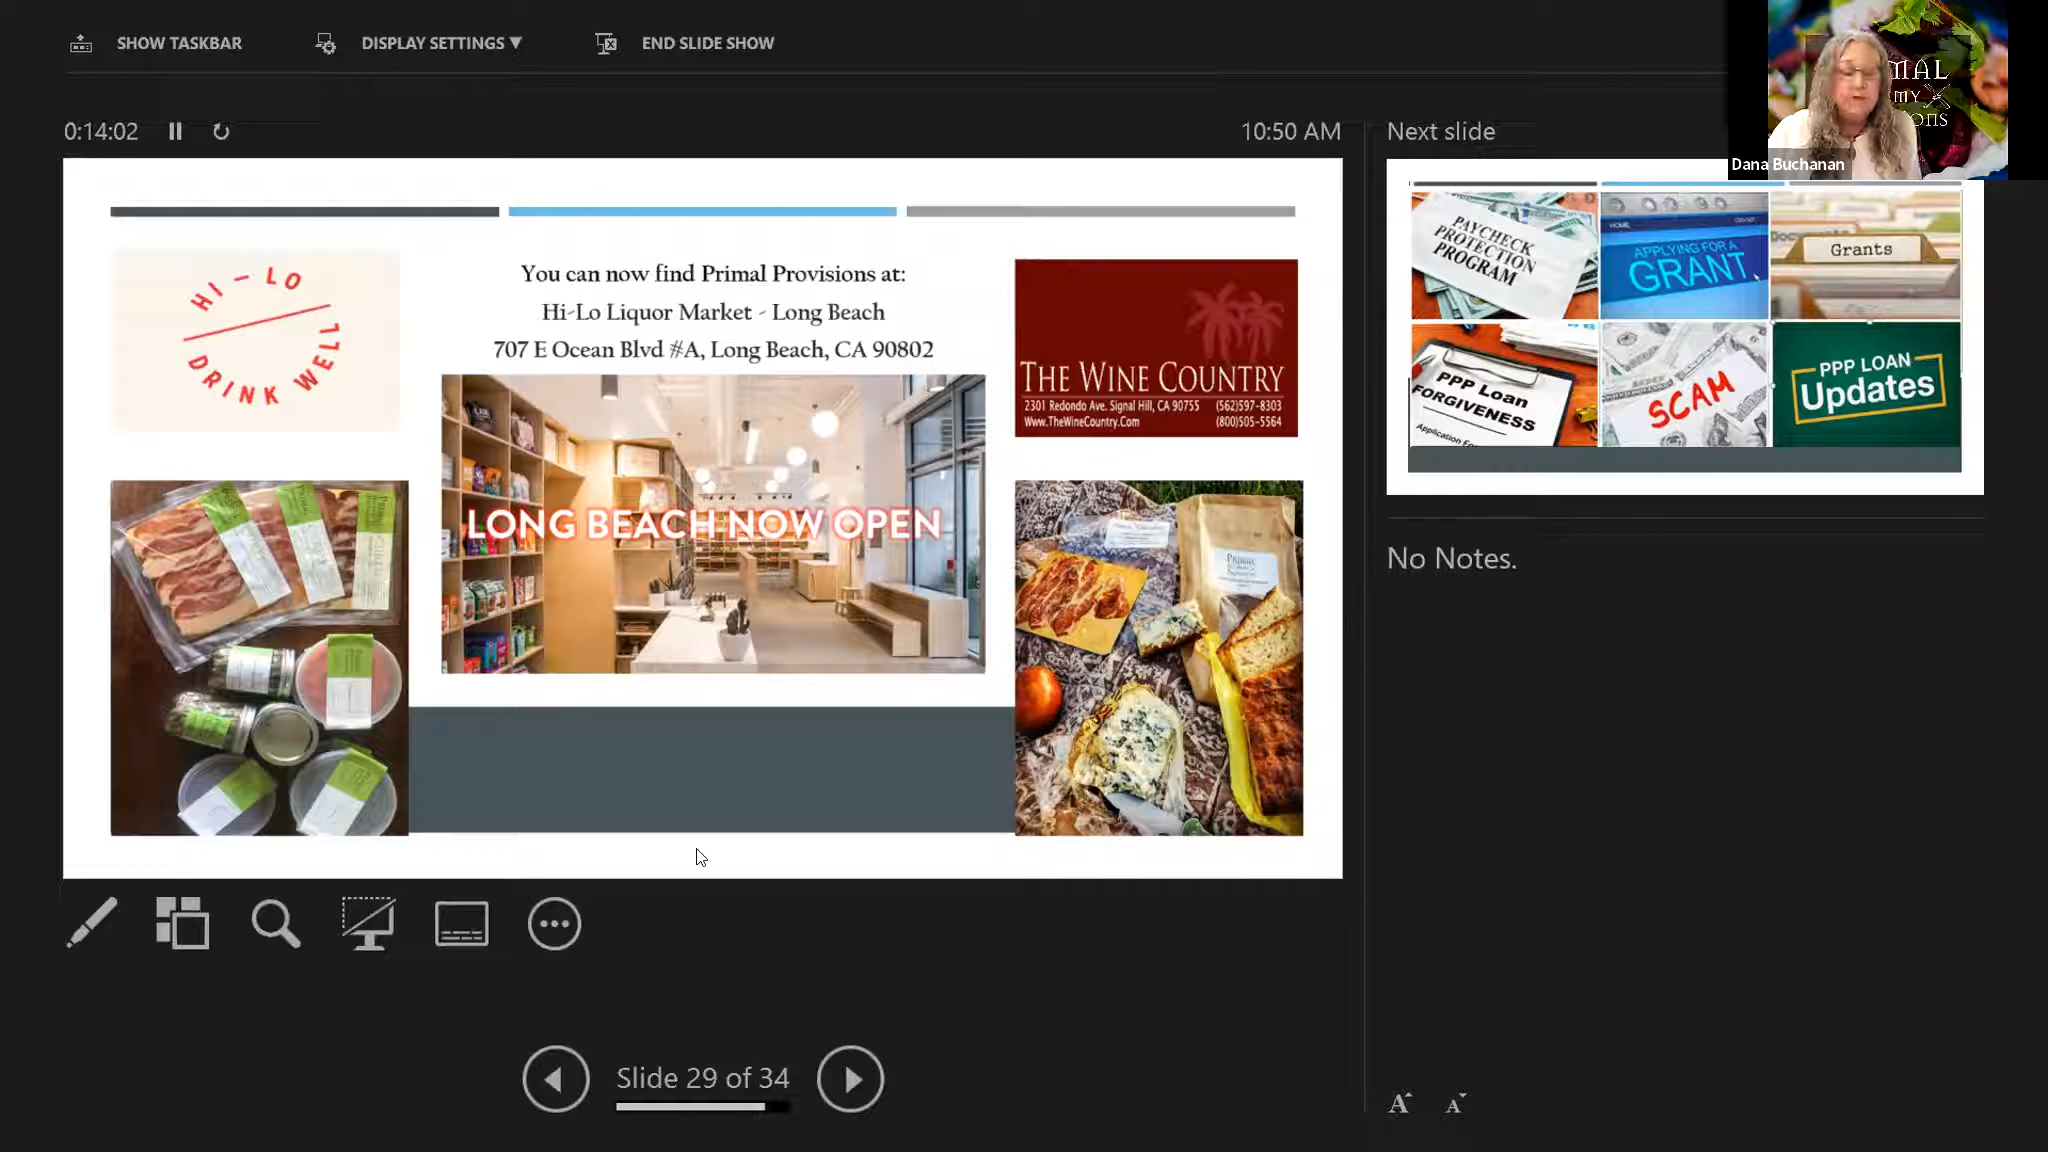 SHOW TASKBAR
DISPLAY SETTINGS ▼
END SLIDE SHOW
0:14:02
10:50 AM
Next slide
Dana Buchanan
HI-LO
DRINK WELL
You can now find Primal Provisions at:
Hi-Lo Liquor Market - Long Beach
707 E Ocean Blvd #A, Long Beach, CA 90802
LONG BEACH NOW OPEN
THE WINE COUNTRY
2301 Redondo Ave. Signal Hill, CA 90755 (562)597-8303
Www.TheWineCountry.Com (800)505-5564
PRIMAL
PAYCHECK
PROTECTION
PROGRAM
HOME
APPLYING FOR A
GRANT
Grants
PPP Loan
FORGIVENESS
SCAM
PPP LOAN
Updates
No Notes.
Slide 29 of 34